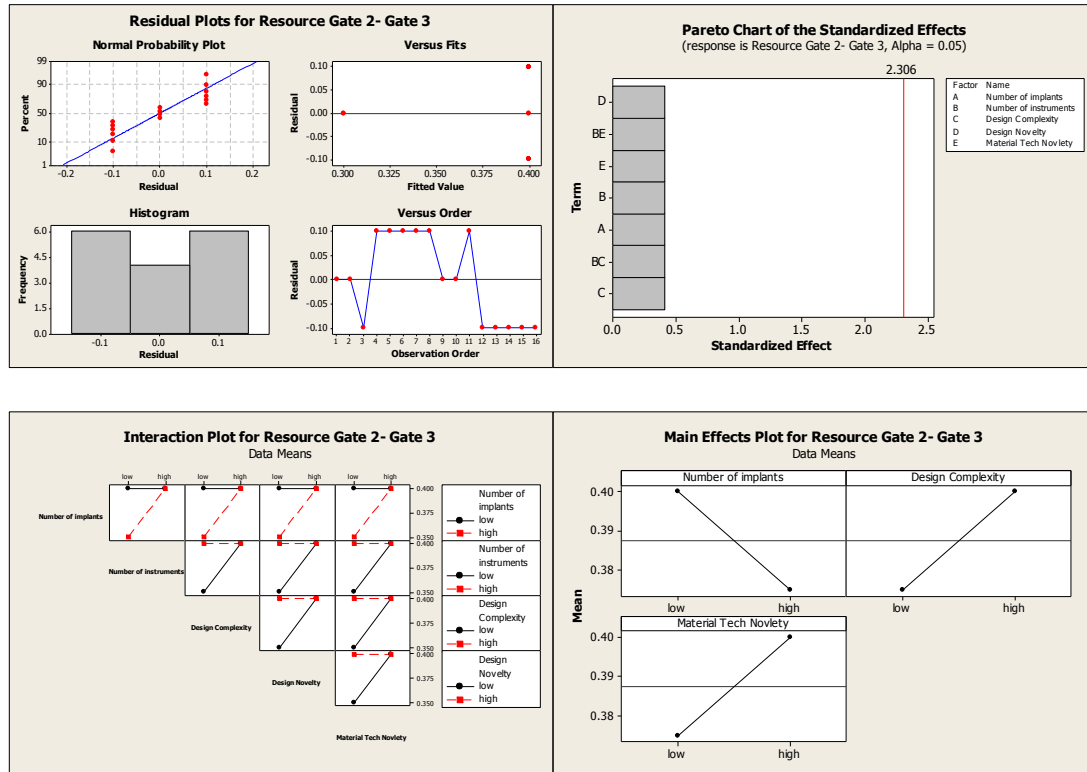 Residual Plots for Resource Gate 2- Gate 3
Normal Probability Plot
99
90
50
10
1
Percent
-0.2 -0.1 0.0 0.1 0.2
Residual
Versus Fits
0.10
0.05
0.00
-0.05
-0.10
Residual
0.300 0.325 0.350 0.375 0.400
Fitted Value
Histogram
6.0
4.5
3.0
1.5
0.0
Frequency
-0.1 0.0 0.1
Residual
Versus Order
0.10
0.05
0.00
-0.05
-0.10
Residual
1 2 3 4 5 6 7 8 9 10 11 12 13 14 15 16
Observation Order
Pareto Chart of the Standardized Effects
(response is Resource Gate 2- Gate 3, Alpha = 0.05)
2.306
Term
D
BE
E
B
A
BC
C
0.0 0.5 1.0 1.5 2.0 2.5
Standardized Effect
Factor Name
A Number of implants
B Number of instruments
C Design Complexity
D Design Novelty
E Material Tech Novlety
Interaction Plot for Resource Gate 2- Gate 3
Data Means
low high low high low high low high
Number of implants
0.400
0.375
0.350
Number of
implants
low
high
Number of instruments
0.400
0.375
0.350
Number of
instruments
low
high
Design Complexity
0.400
0.375
0.350
Design
Complexity
low
high
Design Novelty
0.400
0.375
0.350
Design
Novelty
low
high
Material Tech Novlety
Main Effects Plot for Resource Gate 2- Gate 3
Data Means
Number of implants Design Complexity
0.40
0.39
0.38
Mean
low high low high
Material Tech Novlety
0.40
0.39
0.38
low high